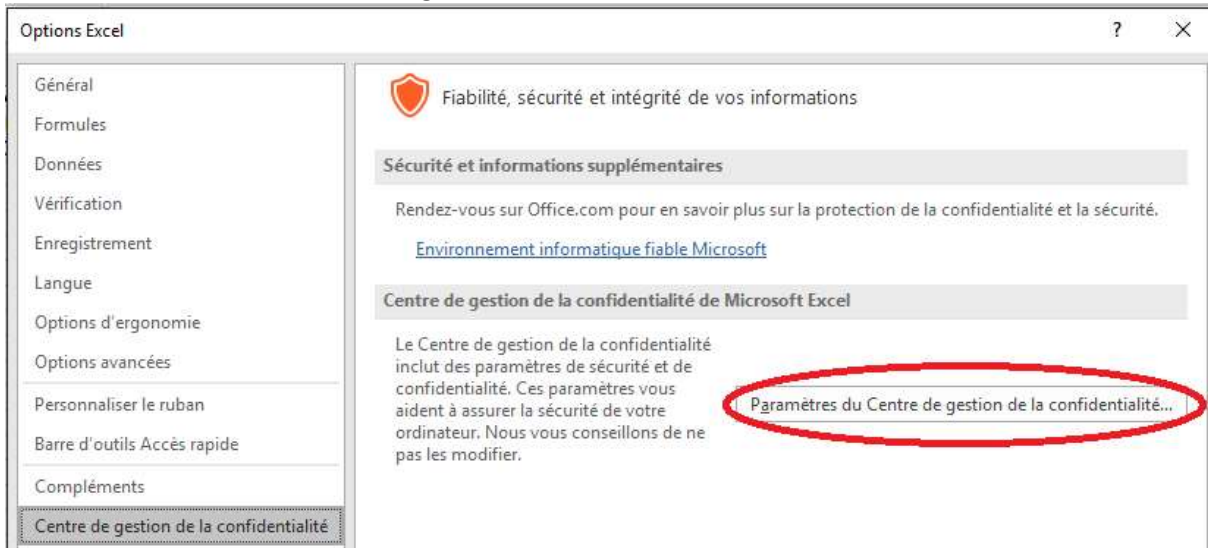 Options Excel
?
Général
Formules
Données
Vérification
Enregistrement
Langue
Options d'ergonomie
Options avancées
Personnaliser le ruban
Barre d'outils Accès rapide
Compléments
Centre de gestion de la confidentialité
Fiabilité, sécurité et intégrité de vos informations
Sécurité et informations supplémentaires
Rendez-vous sur Office.com pour en savoir plus sur la protection de la confidentialité et la sécurité.
Environnement informatique fiable Microsoft
Centre de gestion de la confidentialité de Microsoft Excel
Le Centre de gestion de la confidentialité
inclut des paramètres de sécurité et de
confidentialité. Ces paramètres vous
aident à assurer la sécurité de votre
ordinateur. Nous vous conseillons de ne
pas les modifier.
Paramètres du Centre de gestion de la confidentialité...